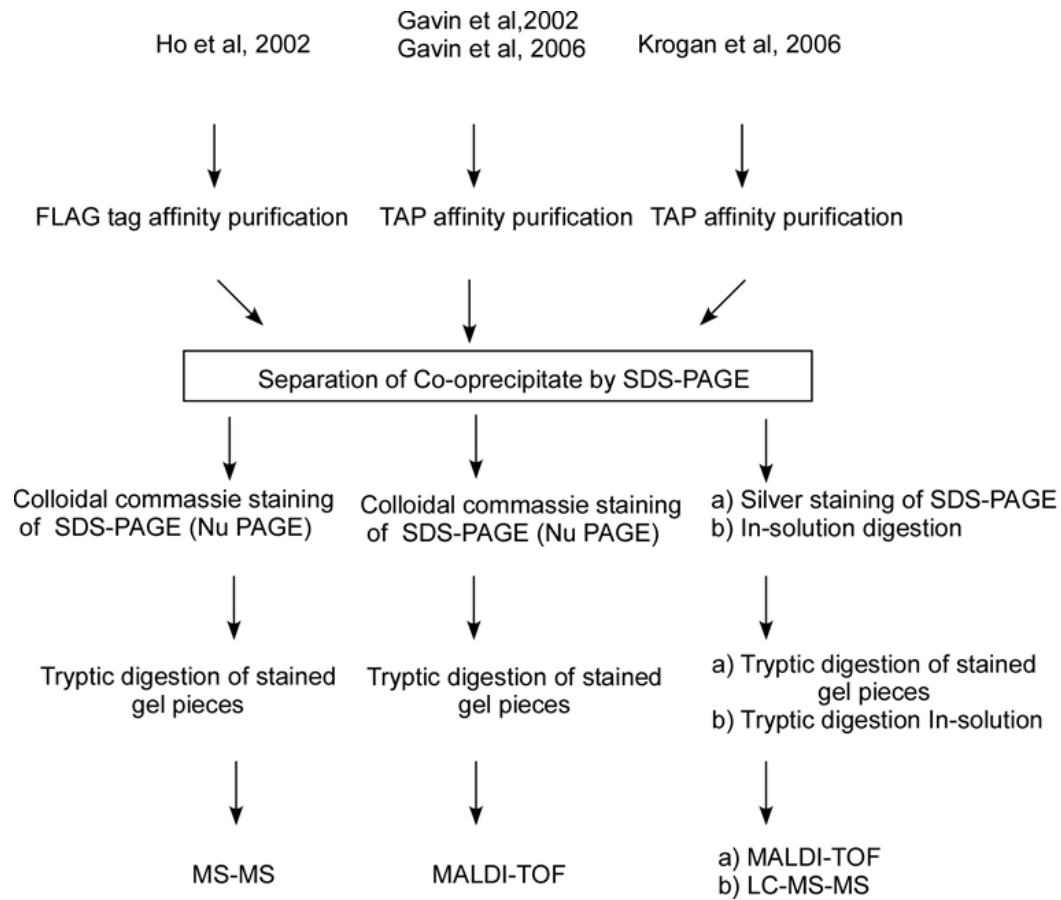 Ho et al, 2002
Gavin et al,2002
Gavin et al, 2006
Krogan et al, 2006
FLAG tag affinity purification
TAP affinity purification
TAP affinity purification
Separation of Co-oprecipitate by SDS-PAGE
Colloidal commassie staining
of SDS-PAGE (Nu PAGE)
Colloidal commassie staining
of SDS-PAGE (Nu PAGE)
a) Silver staining of SDS-PAGE
b) In-solution digestion
Tryptic digestion of stained
gel pieces
Tryptic digestion of stained
gel pieces
a) Tryptic digestion of stained
gel pieces
b) Tryptic digestion In-solution
MS-MS
MALDI-TOF
a) MALDI-TOF
b) LC-MS-MS